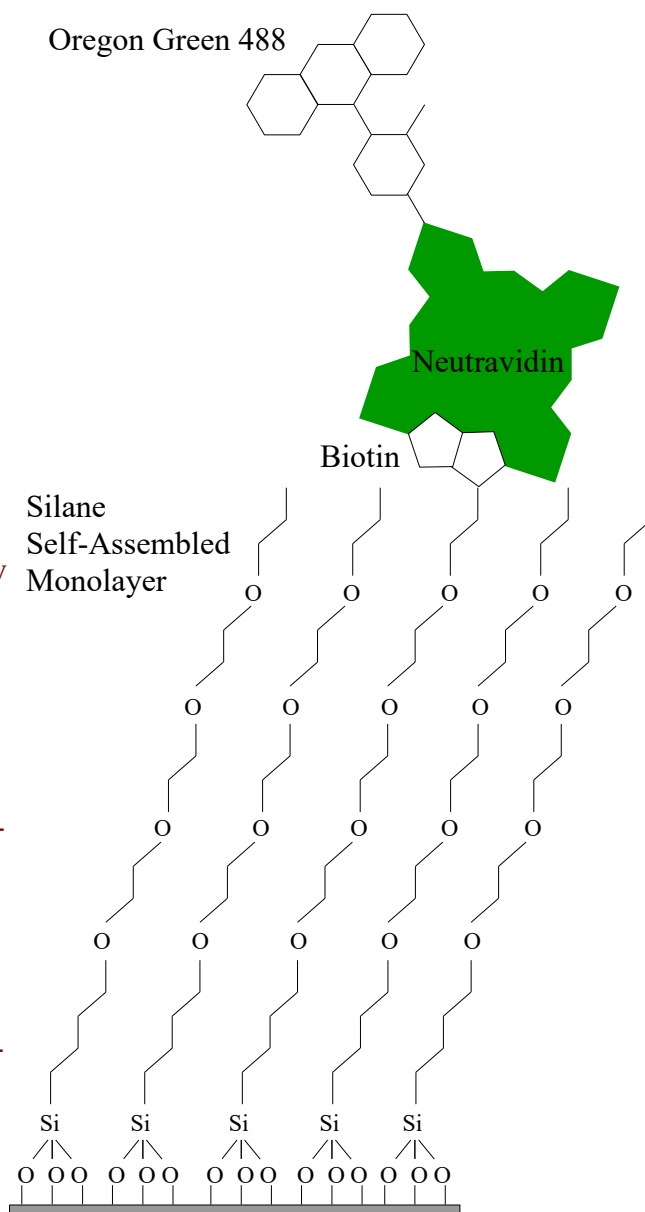 Oregon Green 488
Neutravidin
Biotin
Silane
Self-Assembled
y Monolayer
O O O O O
O O O O O
O O O O O
O O O O O
Si Si Si Si Si
O O O O O O O O O O O O O O O